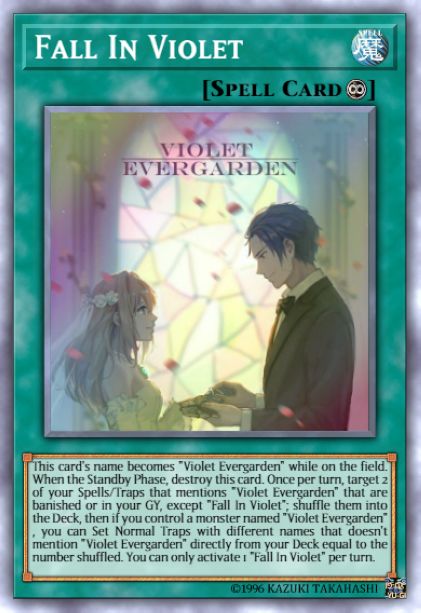 Fall In Violet
SPELL
魔
[Spell Card]
VIOLET
EVERGARDEN
This card's name becomes "Violet Evergarden" while on the field.
When the Standby Phase, destroy this card. Once per turn, target 2
of your Spells/Traps that mentions "Violet Evergarden" that are
banished or in your GY, except "Fall In Violet"; shuffle them into
the Deck, then if you control a monster named "Violet Evergarden"
, you can Set Normal Traps with different names that doesn't
mention "Violet Evergarden" directly from your Deck equal to the
number shuffled. You can only activate 1 "Fall In Violet" per turn.
©1996 KAZUKI TAKAHASHI